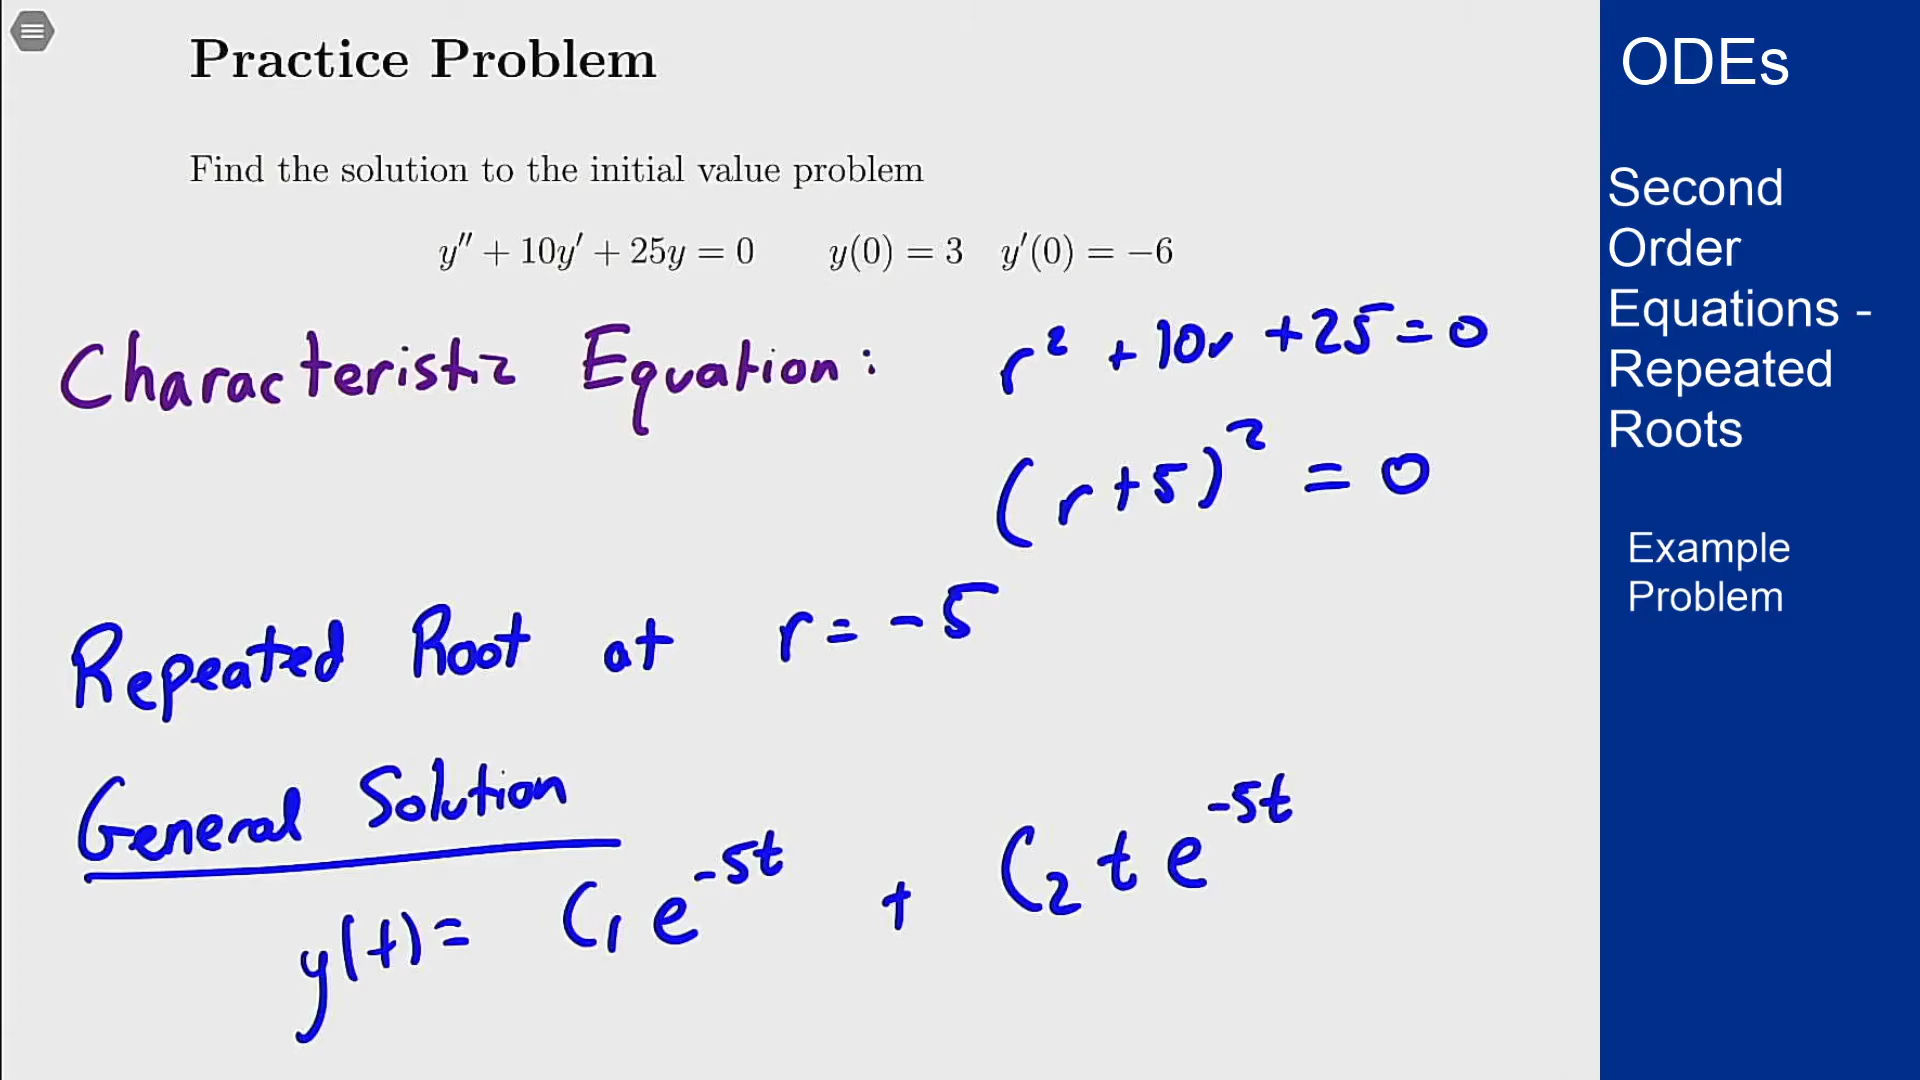 Practice Problem
Find the solution to the initial value problem
y″ + 10y′ + 25y = 0 y(0) = 3 y′(0) = −6
Characteristic Equation: r² + 10r + 25 = 0
(r+5)² = 0
Repeated Root at r = -5
General Solution
y(t) = C₁ e^{-5t} + C₂ t e^{-5t}
ODEs
Second
Order
Equations -
Repeated
Roots
Example
Problem